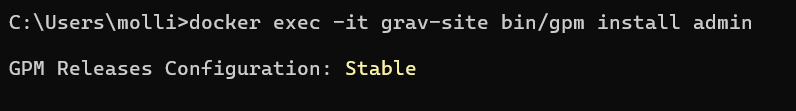 C:\Users\molli>docker exec -it grav-site bin/gpm install admin
GPM Releases Configuration: Stable